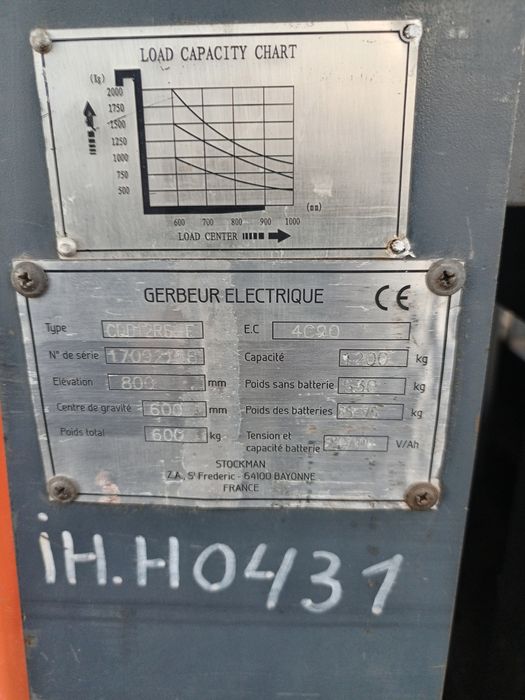 LOAD CAPACITY CHART
(Kg)
2000
1750
1500
1250
1000
750
500
(mm)
600 700 800 900 1000
LOAD CENTER
GERBEUR ELECTRIQUE CE
Type E.C 4C90
N° de série Capacité 1200 kg
Elévation 800 mm Poids sans batterie kg
Centre de gravité 600 mm Poids des batteries kg
Poids total 600 kg Tension et
capacité batterie V/Ah
STOCKMAN
Z.A., St Frederic - 64100 BAYONNE
FRANCE
iH.H0431